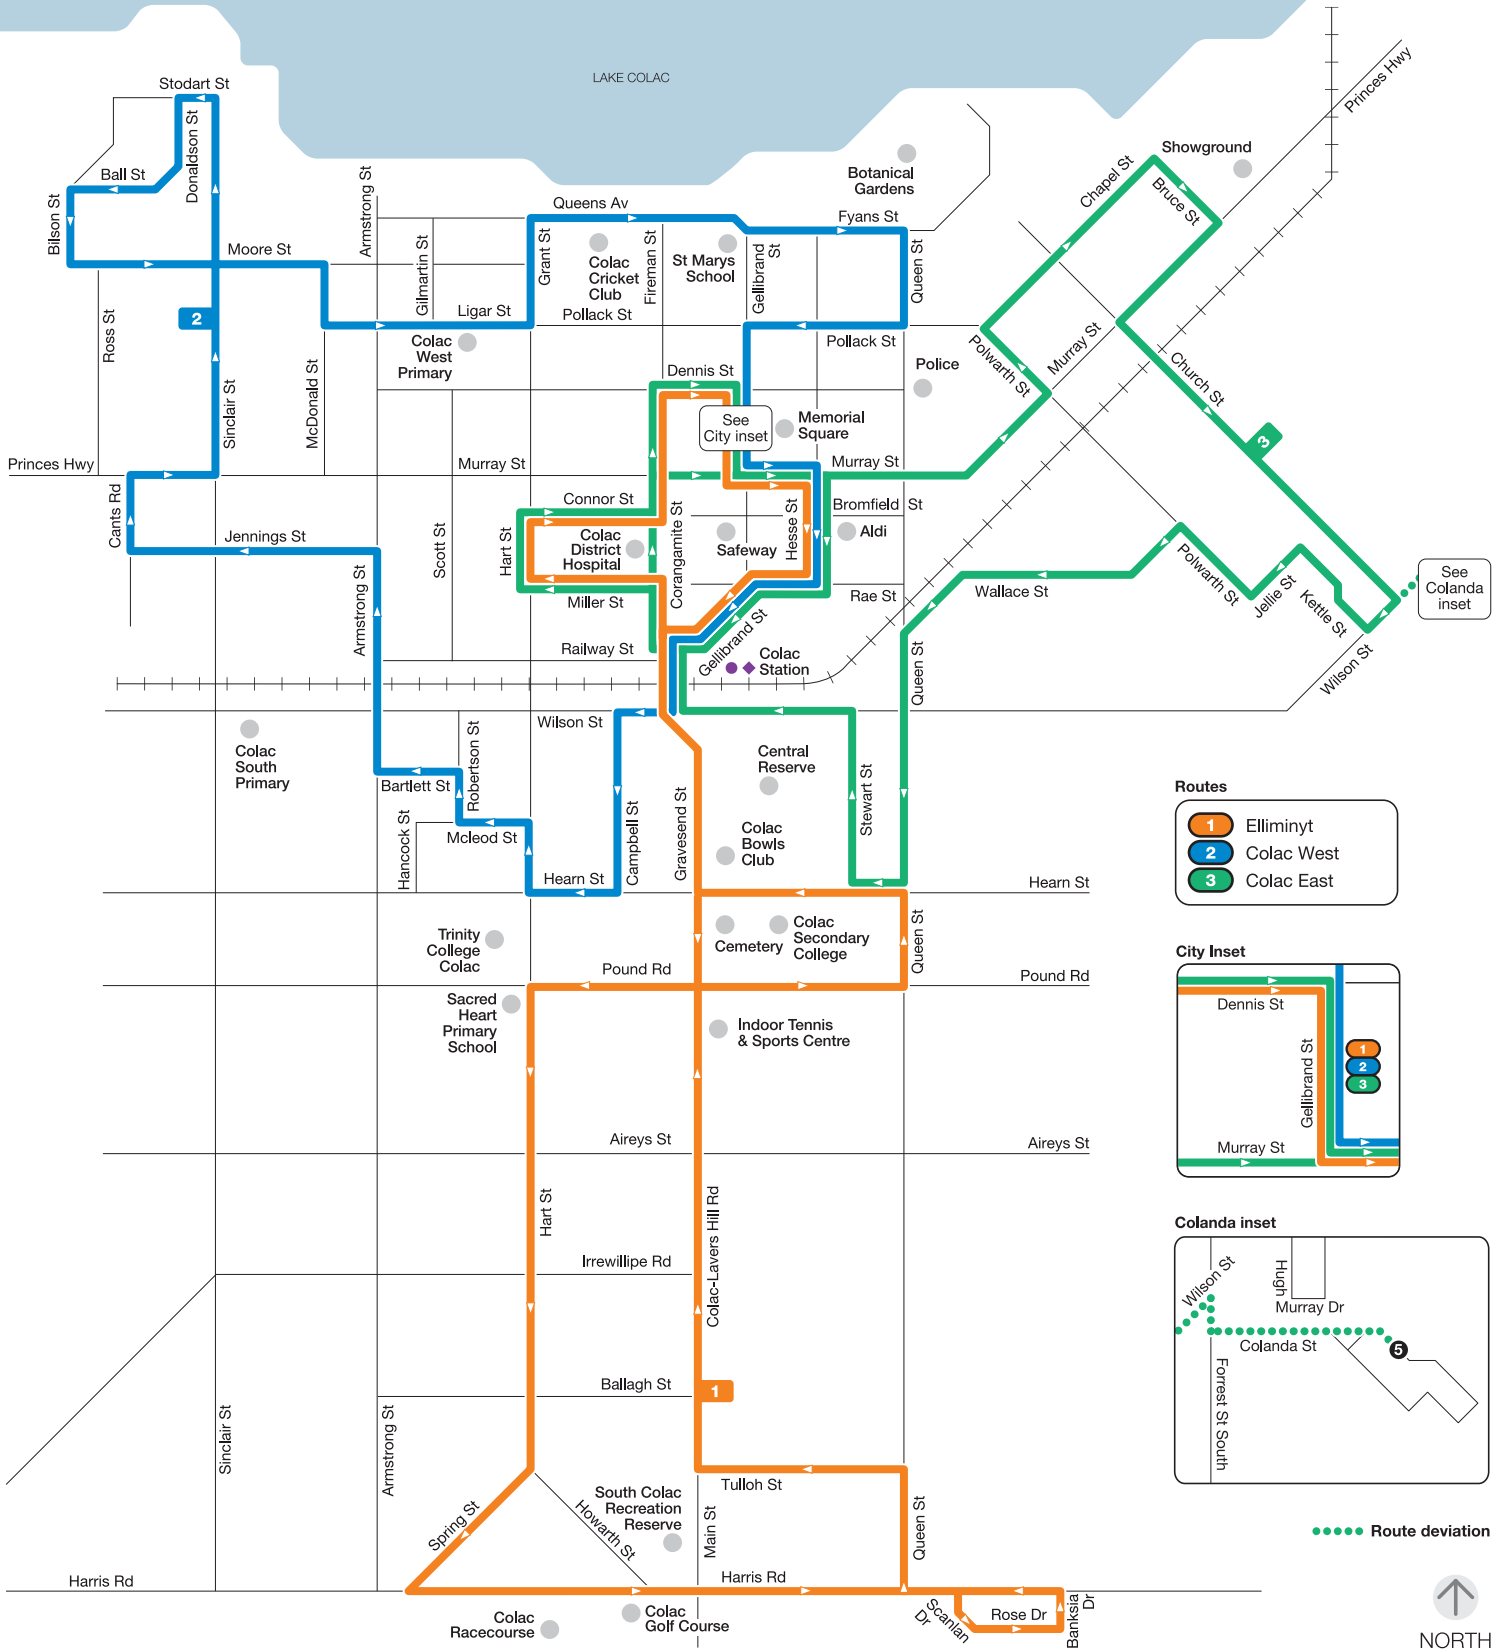 LAKE COLAC
Stodart St
Donaldson St
Ball St
Bilson St
Moore St
Armstrong St
Gilmartin St
Queens Av
Grant St
Colac
Cricket
Club
Fireman St
St Marys
School
Gellibrand
St
Fyans St
Queen St
Botanical
Gardens
Chapel St
Bruce St
Showground
Princes Hwy
2
Ross St
Ligar St
Pollack St
Pollack St
Colac
West
Primary
McDonald St
Sinclair St
Dennis St
Police
Polwarth St
Murray St
Church St
3
See
City inset
Memorial
Square
Princes Hwy
Murray St
Murray St
Cants Rd
Jennings St
Scott St
Connor St
Hart St
Colac
District
Hospital
Corangamite St
Safeway
Hesse St
Bromfield St
Aldi
Miller St
Rae St
Wallace St
Polwarth St
Jellie St
Kettle St
Wilson St
See
Colanda
inset
Armstrong St
Railway St
Gellibrand St
Colac
Station
Queen St
Wilson St
Colac
South
Primary
Robertson St
Bartlett St
Hancock St
Mcleod St
Campbell St
Gravesend St
Central
Reserve
Stewart St
Colac
Bowls
Club
Hearn St
Hearn St
Routes
1 Elliminyt
2 Colac West
3 Colac East
Trinity
College
Colac
Cemetery
Colac
Secondary
College
Queen St
Pound Rd
Pound Rd
Sacred
Heart
Primary
School
Indoor Tennis
& Sports Centre
City Inset
Dennis St
Gellibrand St
1
2
3
Murray St
Aireys St
Aireys St
Hart St
Colac-Lavers Hill Rd
Irrewillipe Rd
Colanda inset
Wilson St
Hugh
Murray Dr
Colanda St
5
Forrest St South
Ballagh St
1
Sinclair St
Armstrong St
Tulloh St
Spring St
Howarth St
South Colac
Recreation
Reserve
Main St
Queen St
Route deviation
Harris Rd
Harris Rd
Colac
Racecourse
Colac
Golf Course
Scanlan
Dr
Rose Dr
Banksia
Dr
NORTH